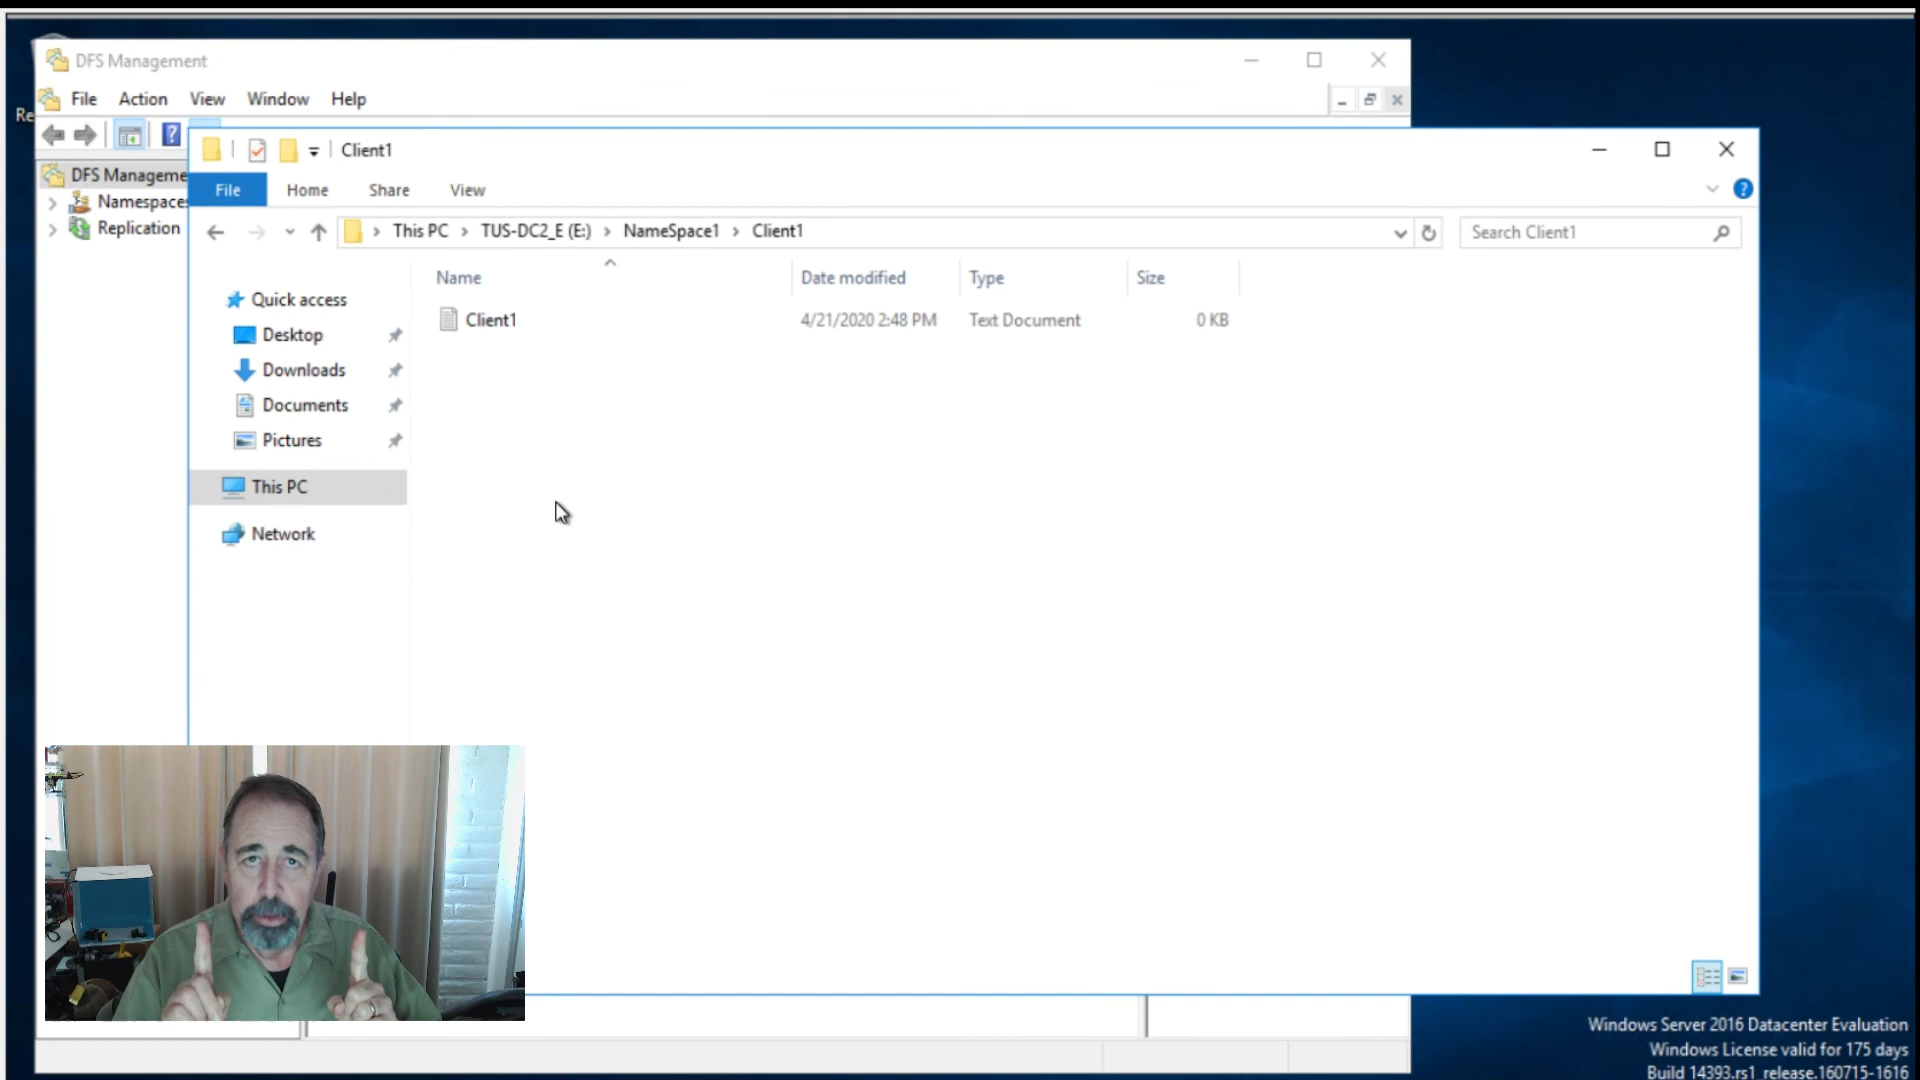 DFS Management
File Action View Window Help
Re
DFS Manageme
Namespaces
Replication
Client1
File Home Share View
This PC TUS-DC2_E (E:) NameSpace1 Client1
Search Client1
Name Date modified Type Size
Client1 4/21/2020 2:48 PM Text Document 0 KB
Quick access
Desktop
Downloads
Documents
Pictures
This PC
Network
Windows Server 2016 Datacenter Evaluation
Windows License valid for 175 days
Build 14393.rs1_release.160715-1616